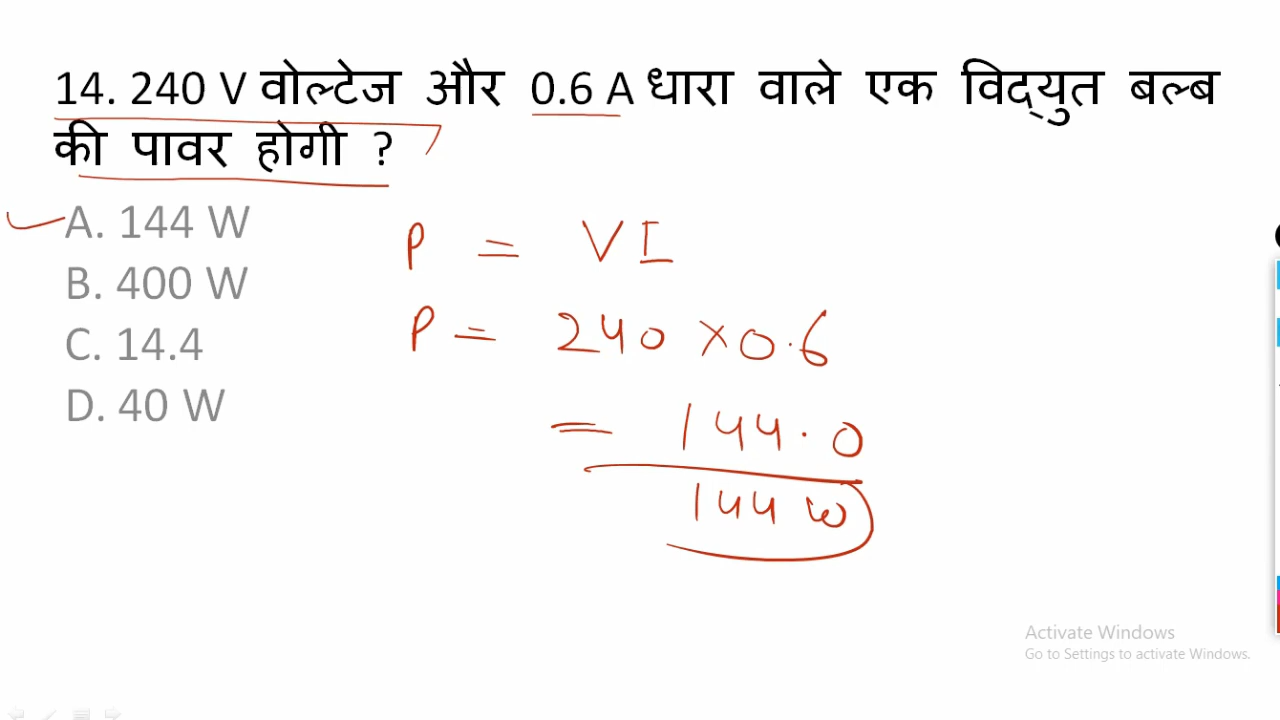 14. 240 V वोल्टेज और 0.6 A धारा वाले एक विद्युत बल्ब
की पावर होगी ?
A. 144 W
B. 400 W
C. 14.4
D. 40 W
P = VI
P = 240 × 0.6
= 144.0
144 W
Activate Windows
Go to Settings to activate Windows.